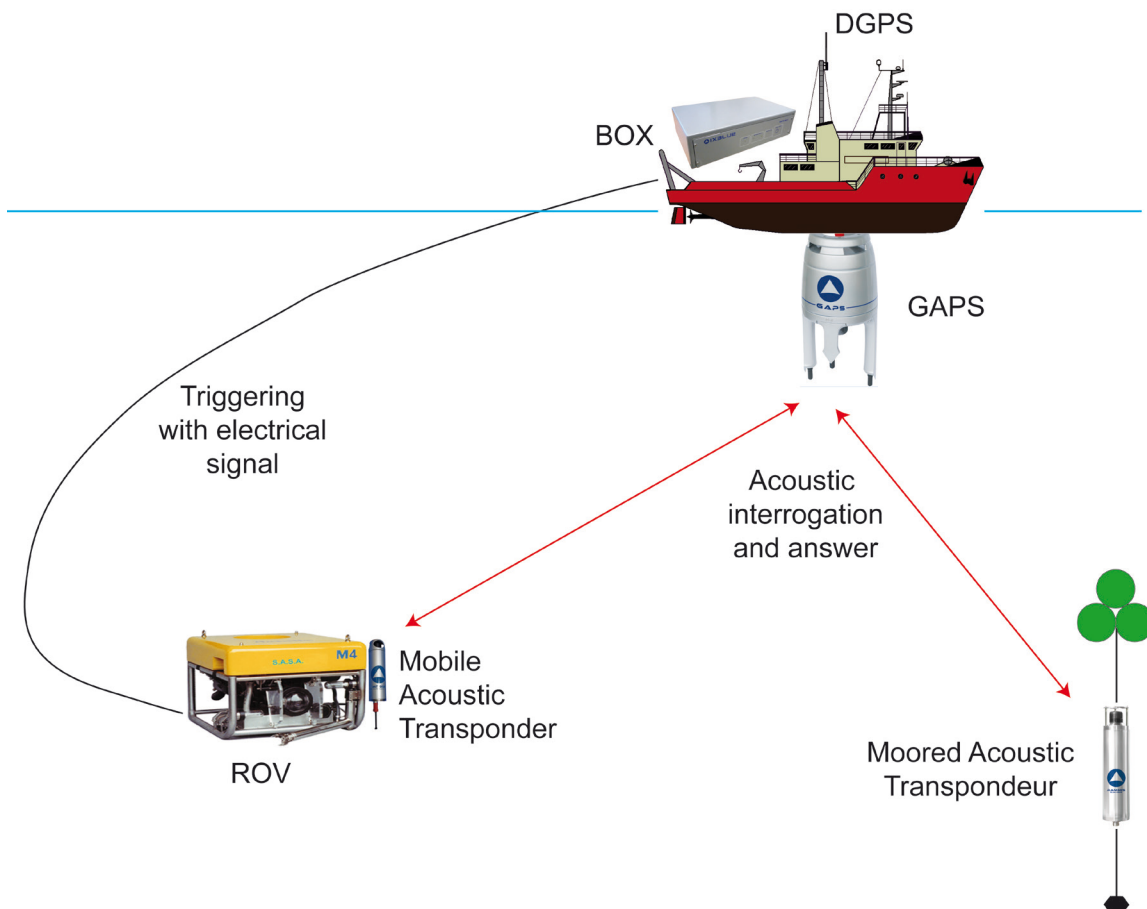 DGPS
BOX
iXBLUE
GAPS
GAPS
Triggering
with electrical
signal
Acoustic
interrogation
and answer
S.A.S.A.
M4
Mobile
Acoustic
Transponder
ROV
Moored Acoustic
Transpondeur